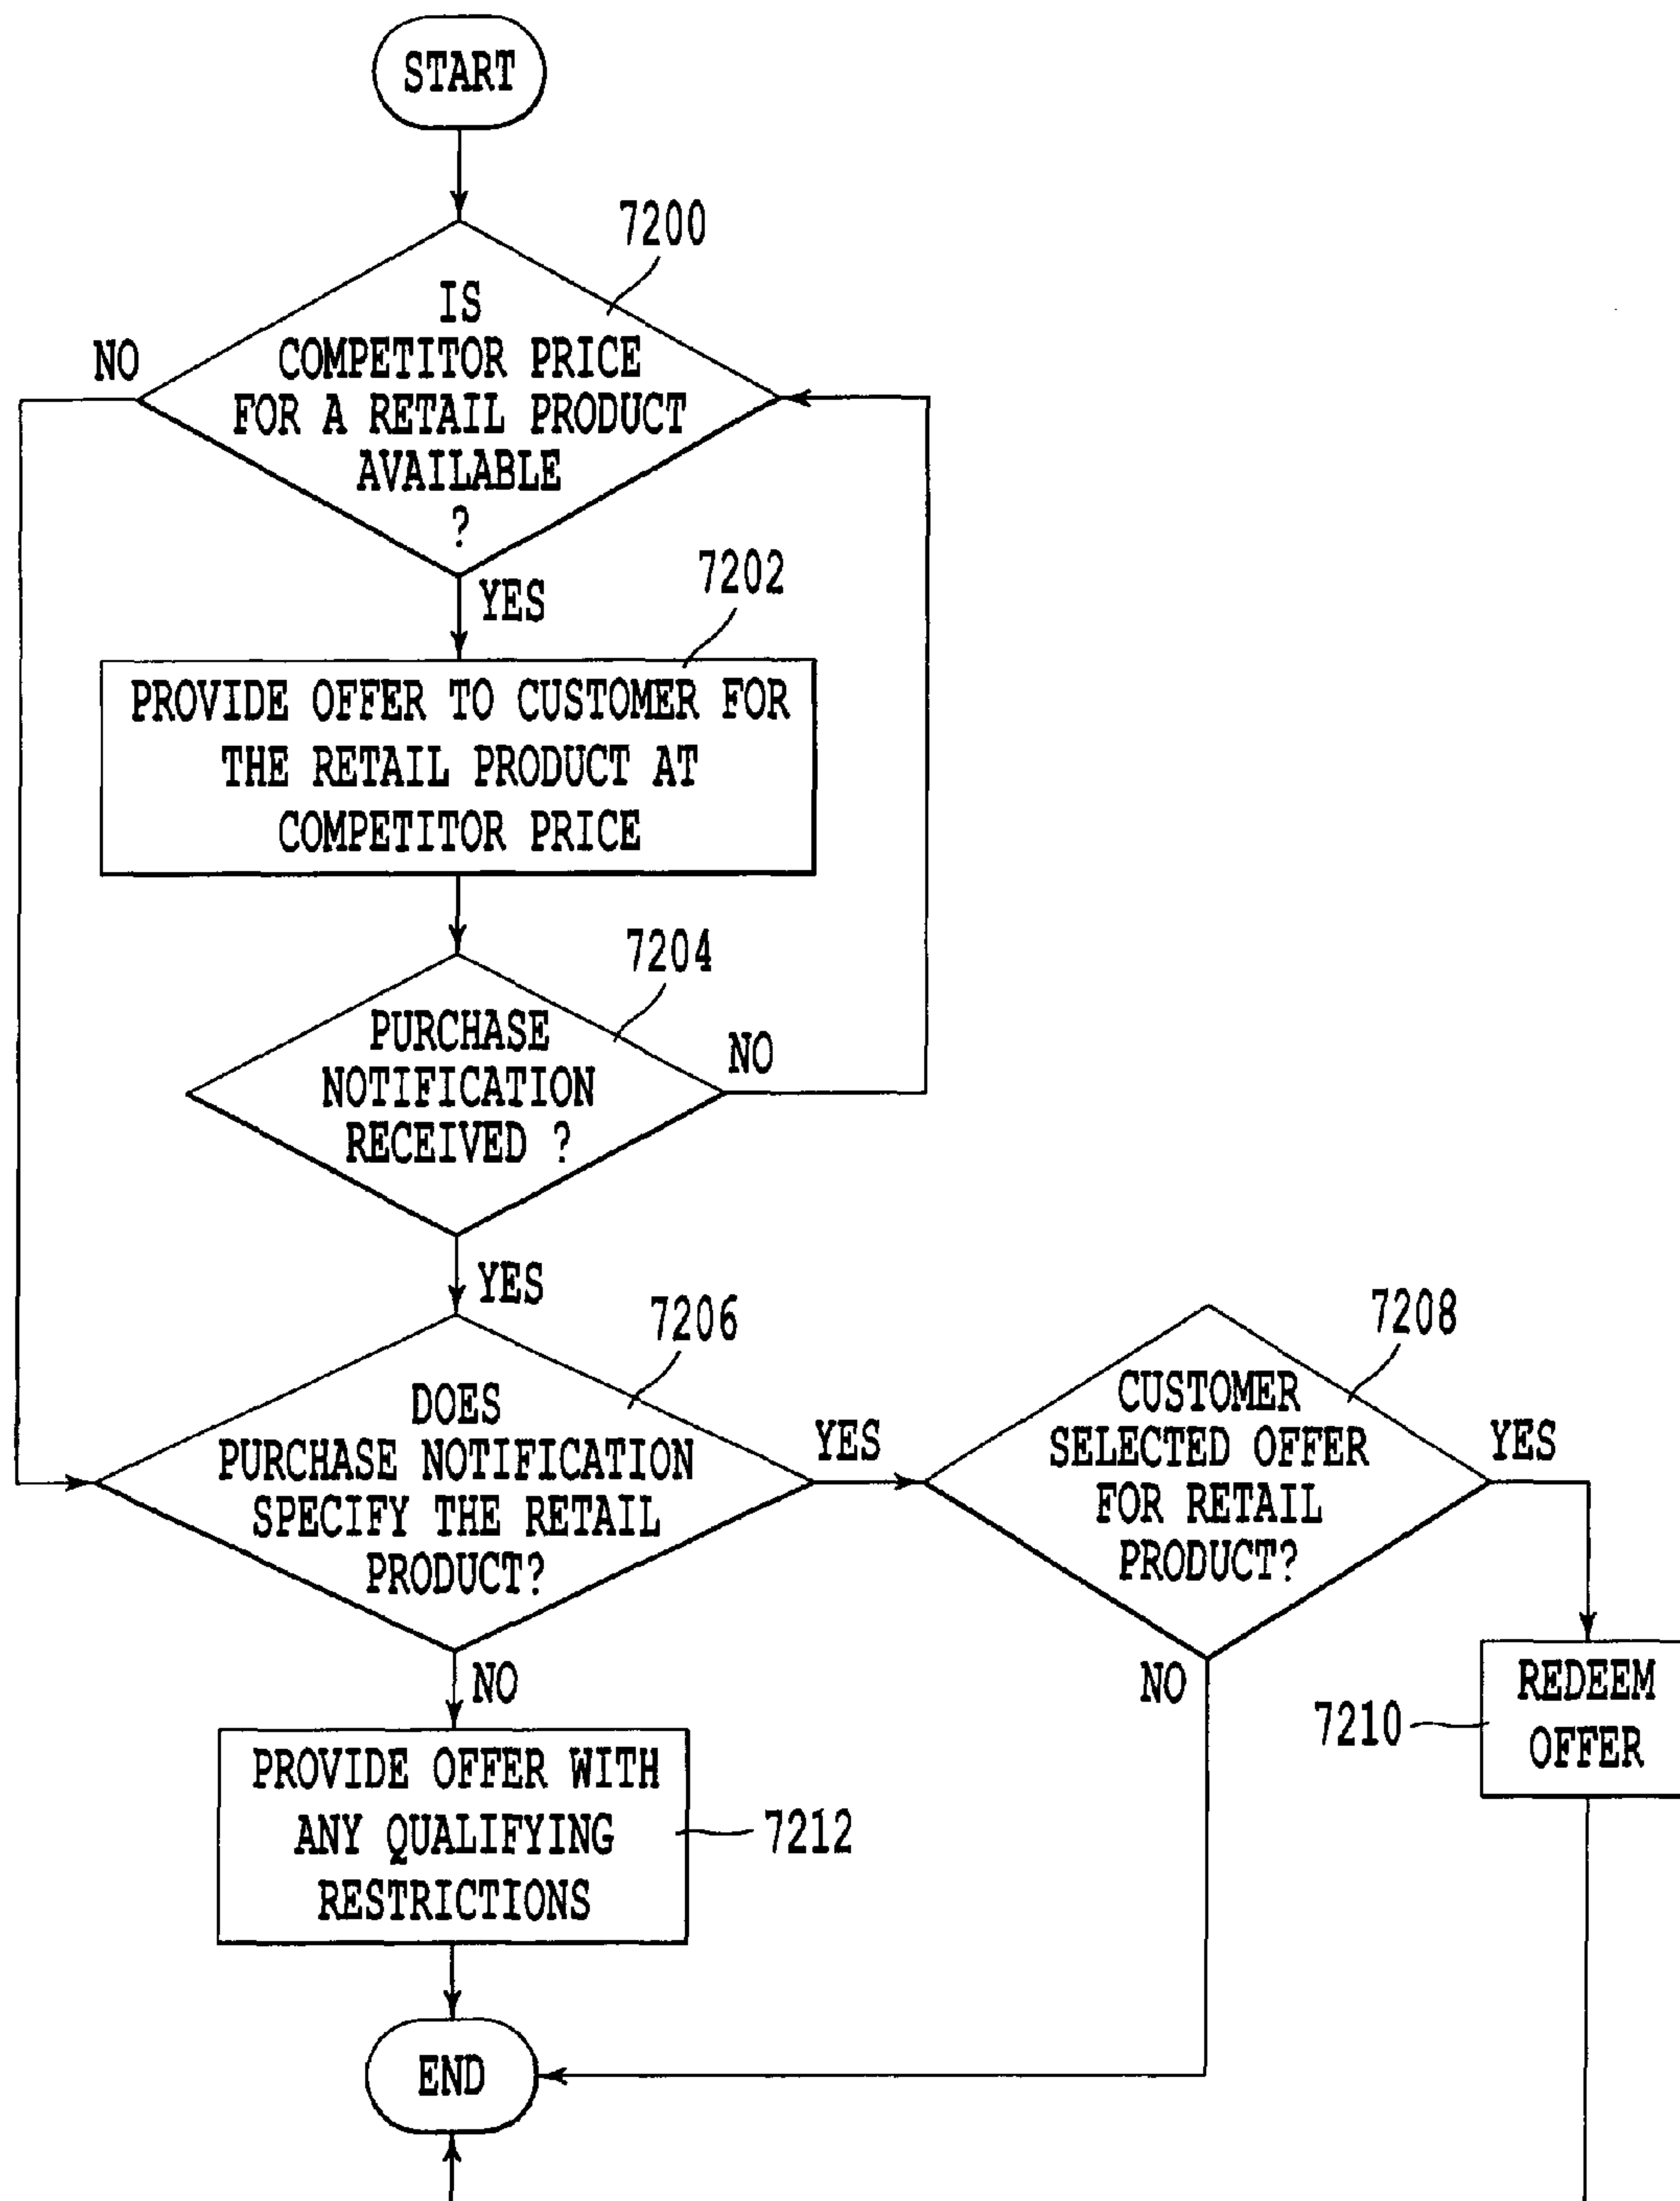 START
7200
IS
COMPETITOR PRICE
FOR A RETAIL PRODUCT
AVAILABLE
?
NO
YES
7202
PROVIDE OFFER TO CUSTOMER FOR
THE RETAIL PRODUCT AT
COMPETITOR PRICE
7204
PURCHASE
NOTIFICATION
RECEIVED ?
NO
YES
7206
DOES
PURCHASE NOTIFICATION
SPECIFY THE RETAIL
PRODUCT?
YES
7208
CUSTOMER
SELECTED OFFER
FOR RETAIL
PRODUCT?
YES
NO
NO
7210
REDEEM
OFFER
PROVIDE OFFER WITH
ANY QUALIFYING
RESTRICTIONS
7212
END